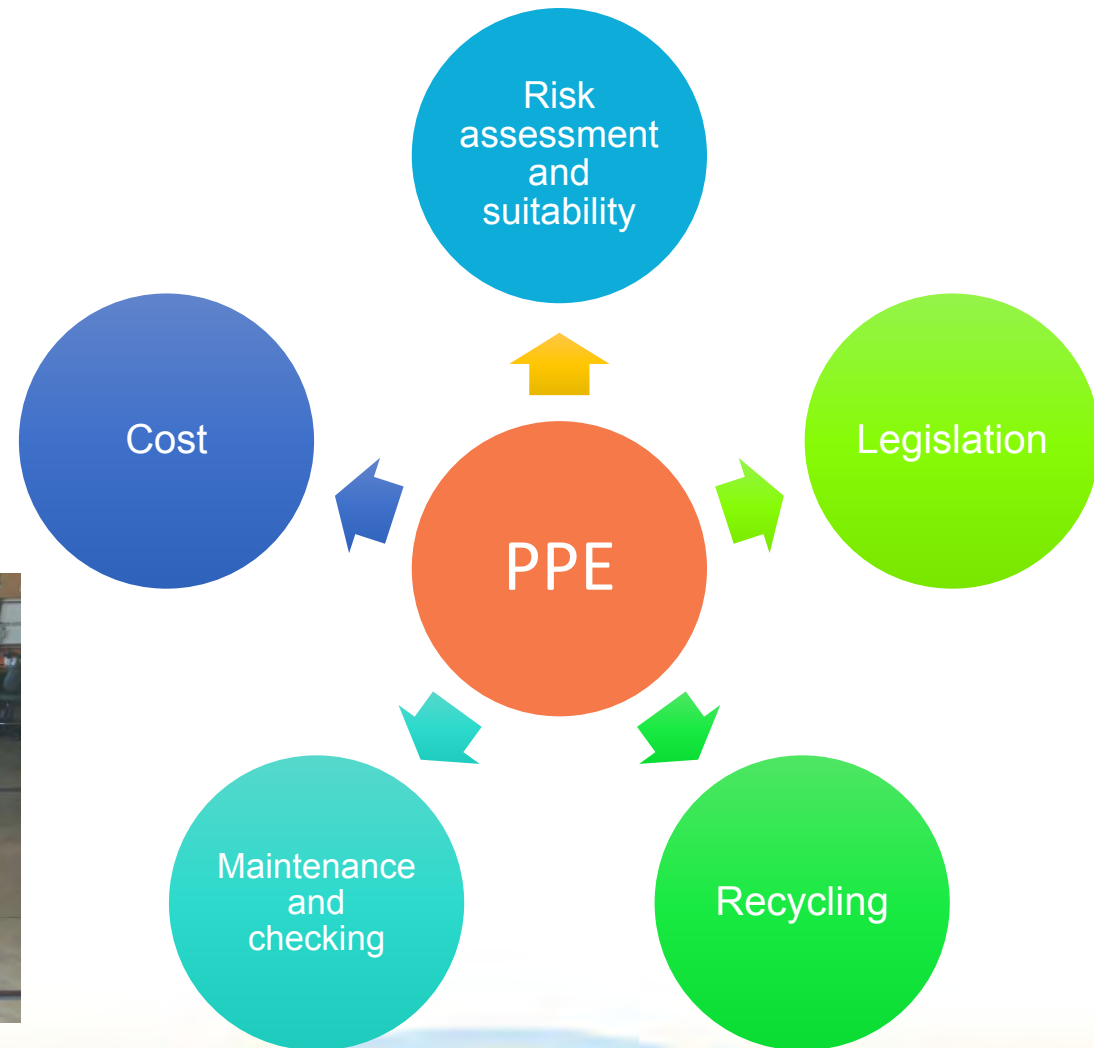 Risk
assessment
and
suitability
Cost
Legislation
PPE
Maintenance
and
checking
Recycling